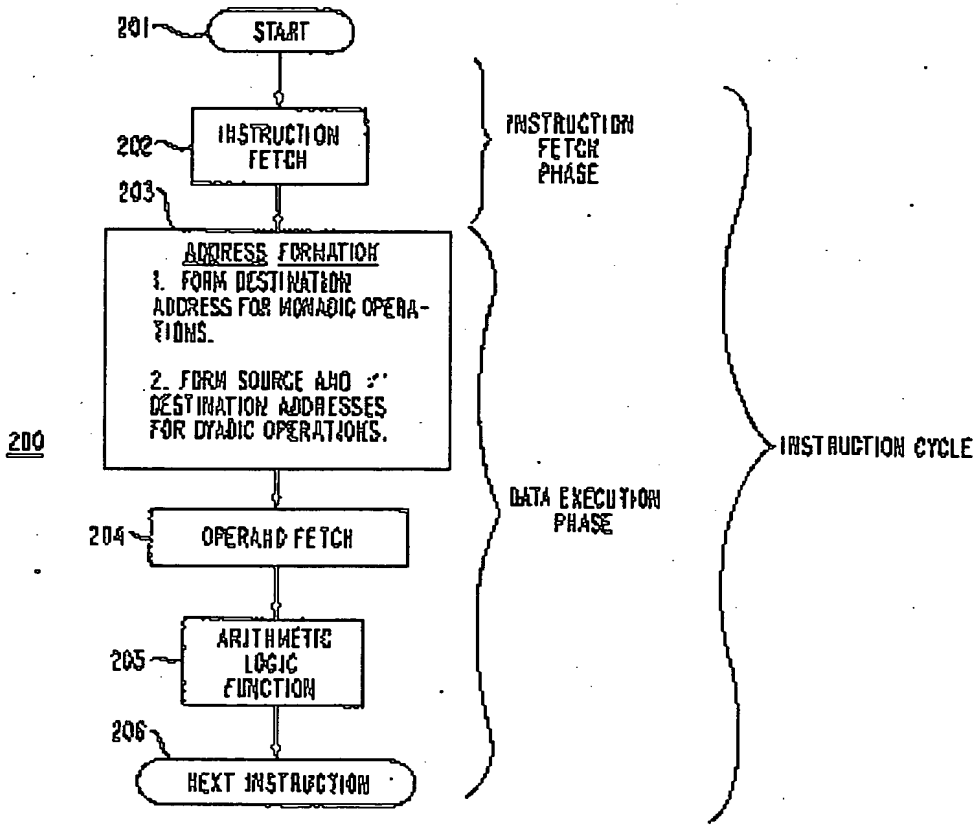 201
START
202
INSTRUCTION
FETCH
INSTRUCTION
FETCH
PHASE
203
ADDRESS FORMATION
1. FORM DESTINATION
ADDRESS FOR MONADIC OPERA-
TIONS.
2. FORM SOURCE AND
DESTINATION ADDRESSES
FOR DYADIC OPERATIONS.
200
INSTRUCTION CYCLE
DATA EXECUTION
PHASE
204
OPERAND FETCH
205
ARITHMETIC
LOGIC
FUNCTION
206
NEXT INSTRUCTION